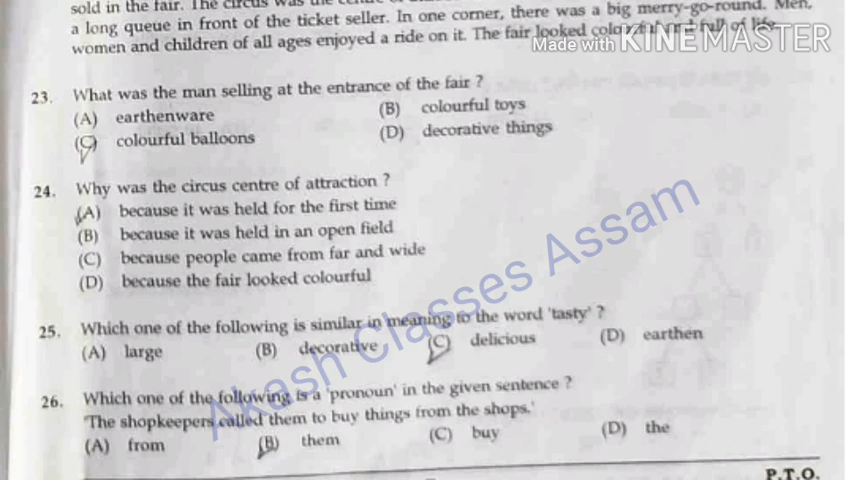 sold in the fair. The circus was the centre of
a long queue in front of the ticket seller. In one corner, there was a big merry-go-round. Men,
women and children of all ages enjoyed a ride on it. The fair looked colourful and full of life.
Made with KINEMASTER
23. What was the man selling at the entrance of the fair ?
(A) earthenware (B) colourful toys
(C) colourful balloons (D) decorative things
24. Why was the circus centre of attraction ?
(A) because it was held for the first time
(B) because it was held in an open field
(C) because people came from far and wide
(D) because the fair looked colourful
25. Which one of the following is similar in meaning to the word 'tasty' ?
(A) large (B) decorative (C) delicious (D) earthen
26. Which one of the following is a 'pronoun' in the given sentence ?
'The shopkeepers called them to buy things from the shops.'
(A) from (B) them (C) buy (D) the
P.T.O.
Akash Classes Assam